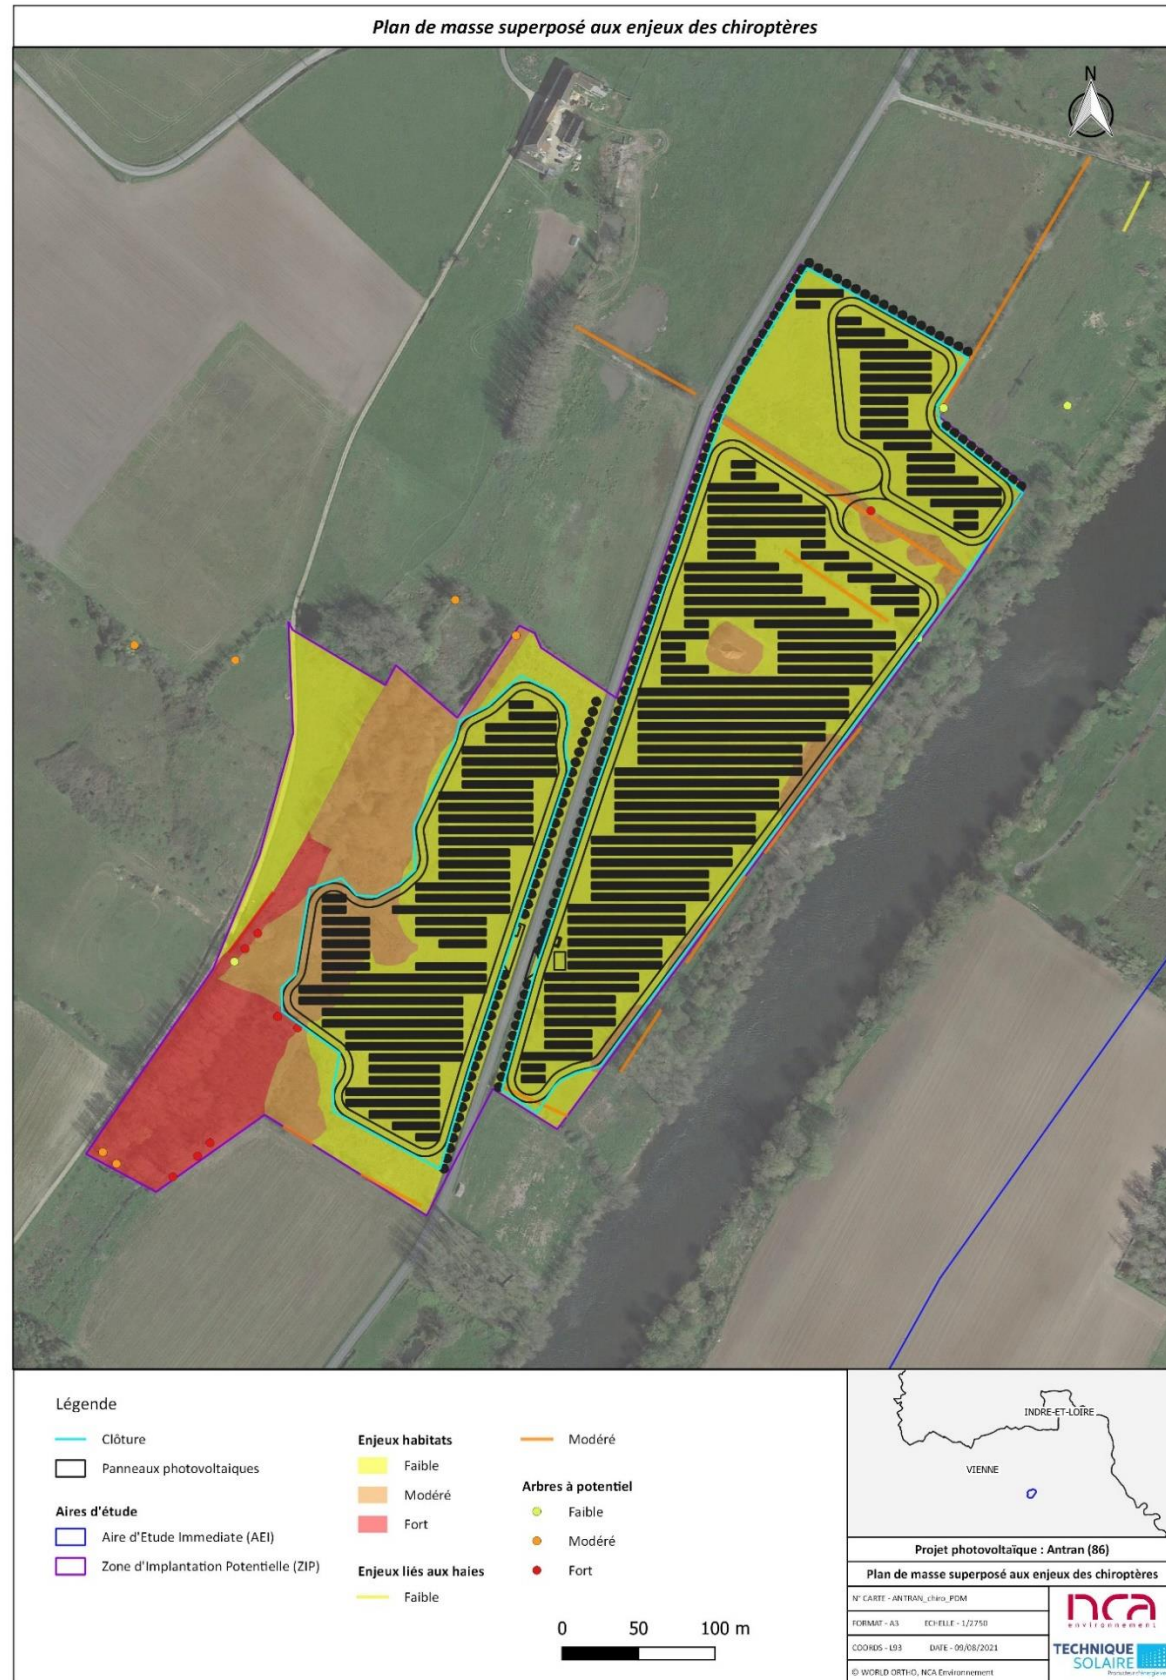 Plan de masse superposé aux enjeux des chiroptères
N
Légende
Clôture
Panneaux photovoltaiques
Aires d'étude
Aire d'Etude Immediate (AEI)
Zone d'Implantation Potentielle (ZIP)
Enjeux habitats
Faible
Modéré
Fort
Enjeux liés aux haies
Faible
Modéré
Arbres à potentiel
Faible
Modéré
Fort
0 50 100 m
INDRE-ET-LOIRE
VIENNE
Projet photovoltaïque : Antran (86)
Plan de masse superposé aux enjeux des chiroptères
N° CARTE - ANTRAN_chiro_PDM
FORMAT - A3 ECHELLE - 1/2750
COORDS - L93 DATE - 09/08/2021
© WORLD ORTHO, NCA Environnement
nca
environnement
TECHNIQUE
SOLAIRE